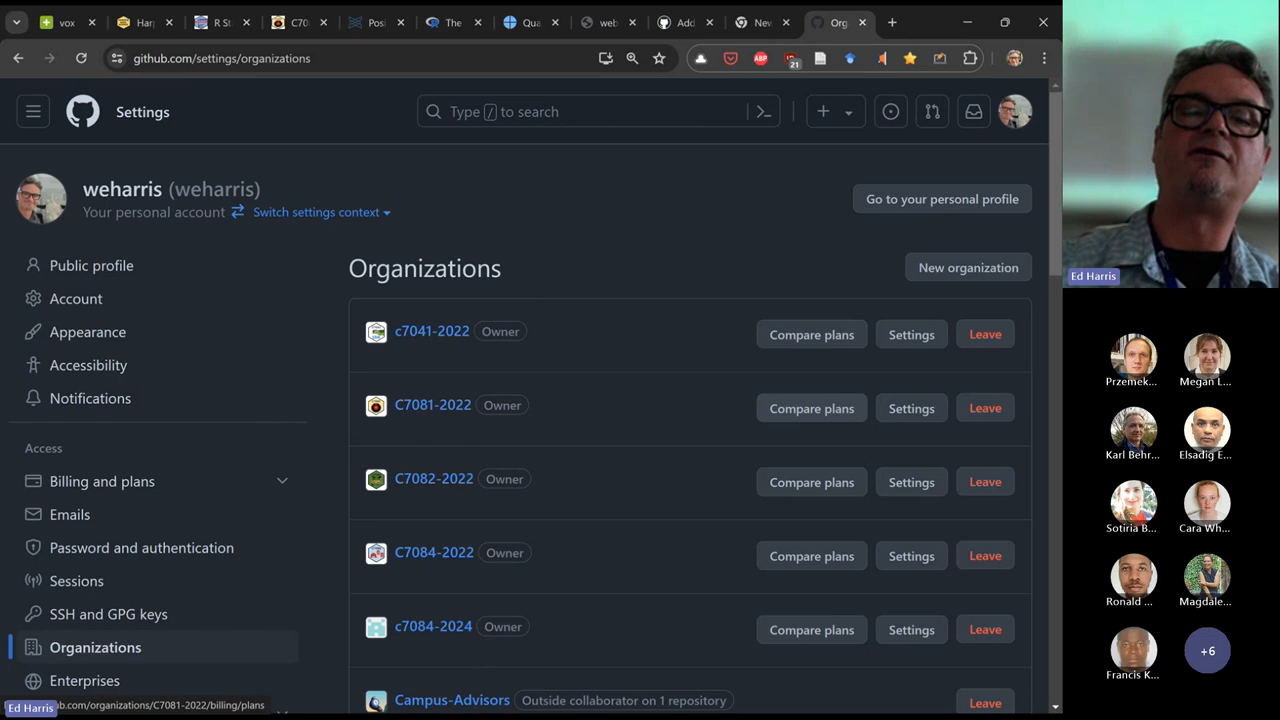 vox
Har
R St
C70
Posi
The
Qua
web
Add
New
Org
github.com/settings/organizations
21
Settings
Type / to search
weharris (weharris)
Your personal account
Switch settings context
Go to your personal profile
Public profile
Account
Appearance
Accessibility
Notifications
Access
Billing and plans
Emails
Password and authentication
Sessions
SSH and GPG keys
Organizations
Enterprises
Organizations
New organization
c7041-2022 Owner
Compare plans Settings Leave
C7081-2022 Owner
Compare plans Settings Leave
C7082-2022 Owner
Compare plans Settings Leave
C7084-2022 Owner
Compare plans Settings Leave
c7084-2024 Owner
Compare plans Settings Leave
Campus-Advisors Outside collaborator on 1 repository
Leave
ub.com/organizations/C7081-2022/billing/plans
Ed Harris
Ed Harris
Przemek...
Megan L...
Karl Behr...
Elsadig E...
Sotiria B...
Cara Wh...
Ronald ...
Magdale...
Francis K...
+6